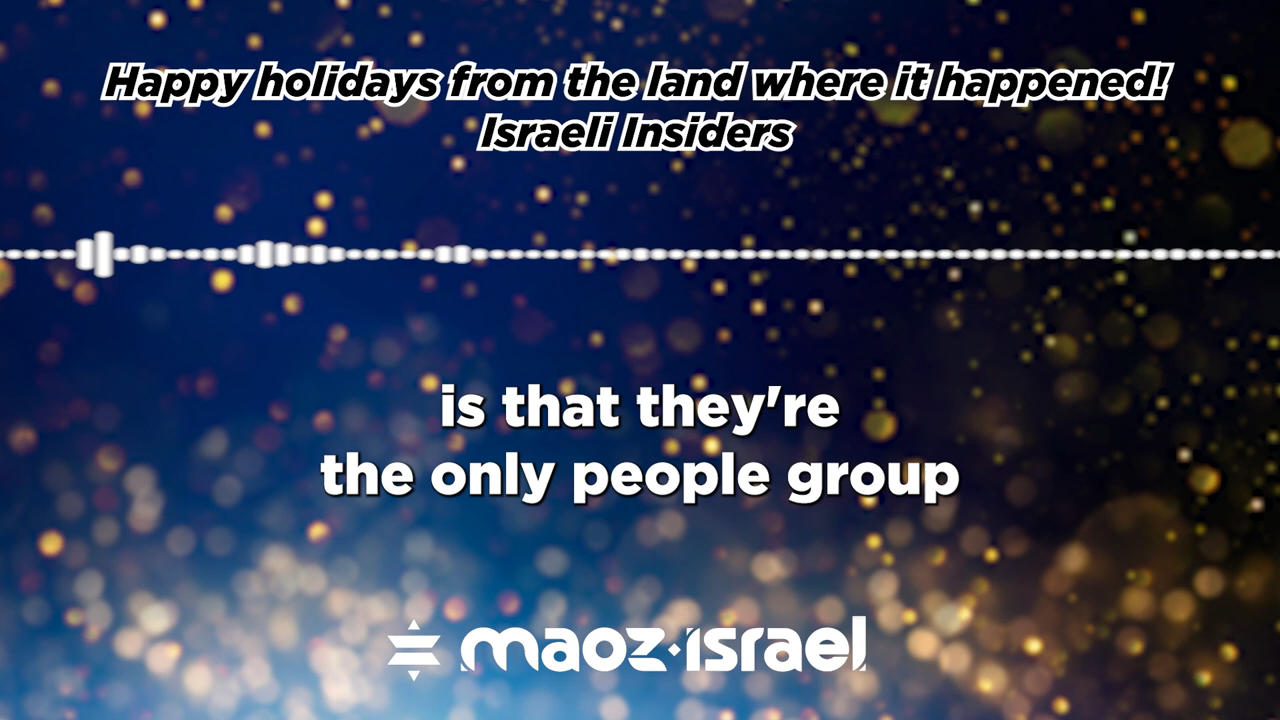 Happy holidays from the land where it happened!
Israeli Insiders
is that they're
the only people group
maoz·israel